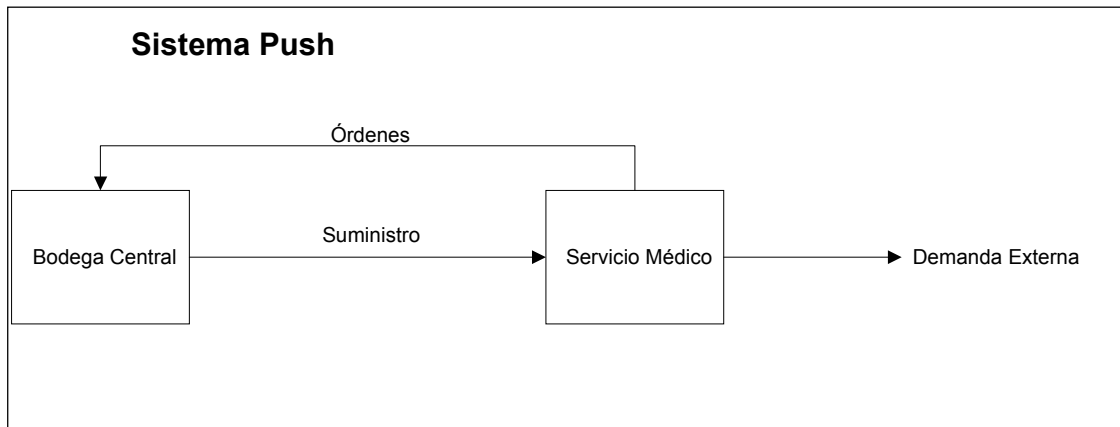 Sistema Push
Órdenes
Suministro
Bodega Central
Servicio Médico
Demanda Externa